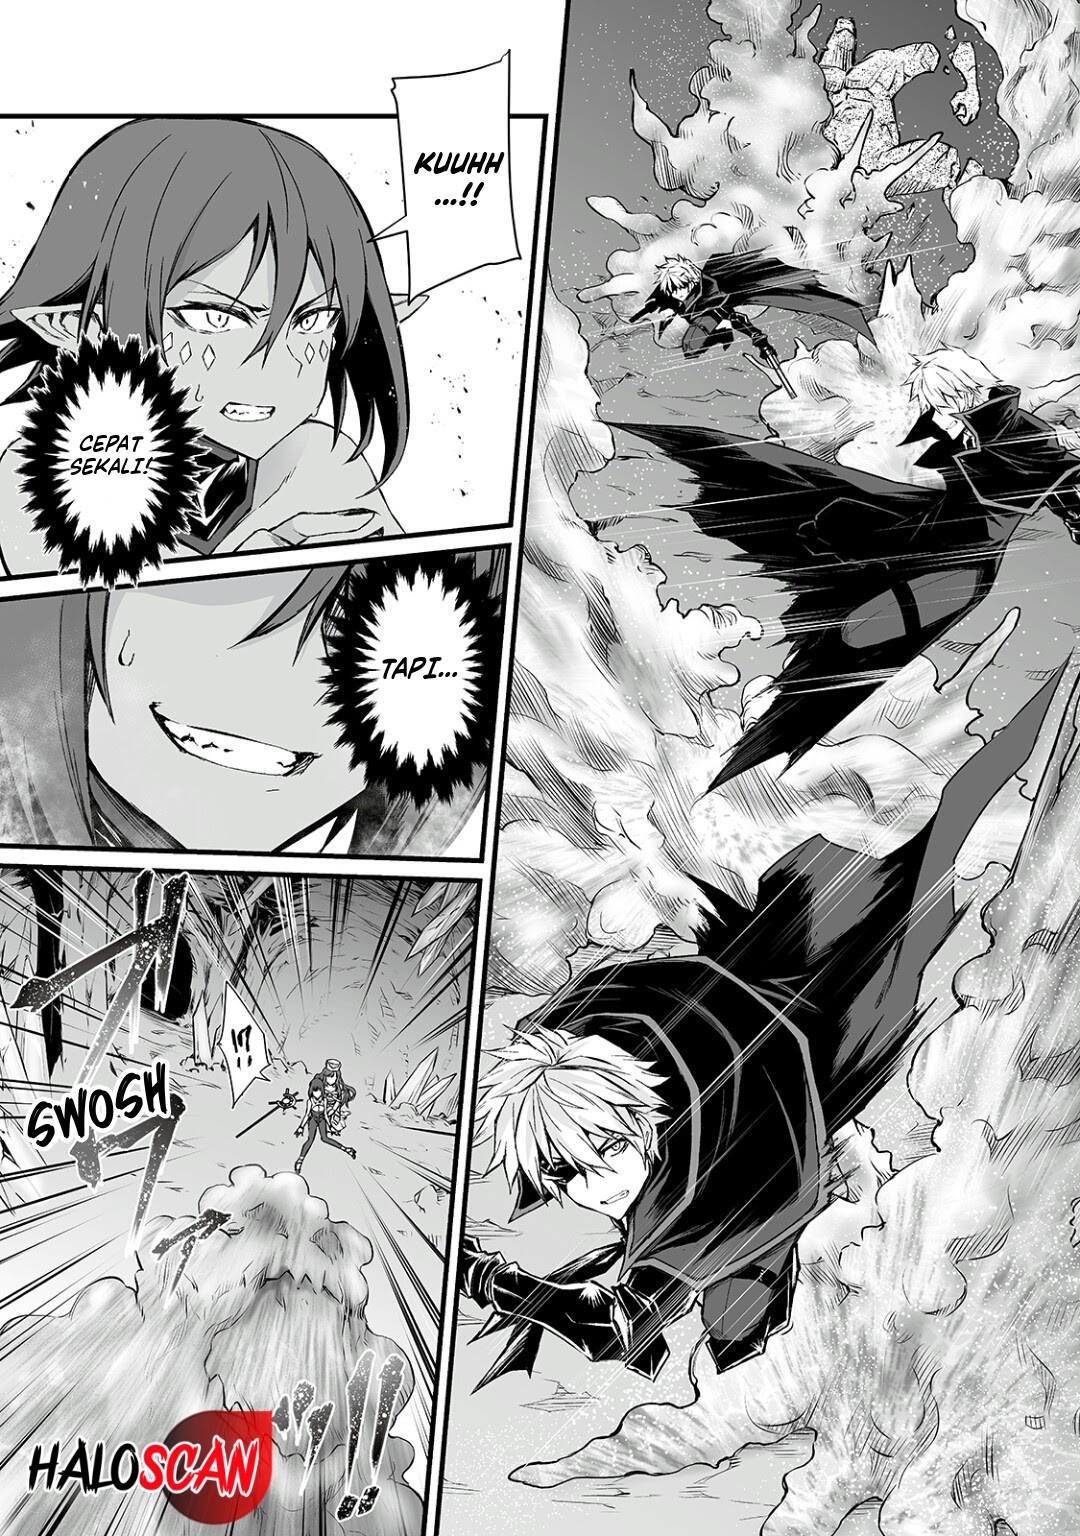 KUUHH
...!!
CEPAT
SEKALI!
TAPI...
!?
SWOSH
HALOSCAN